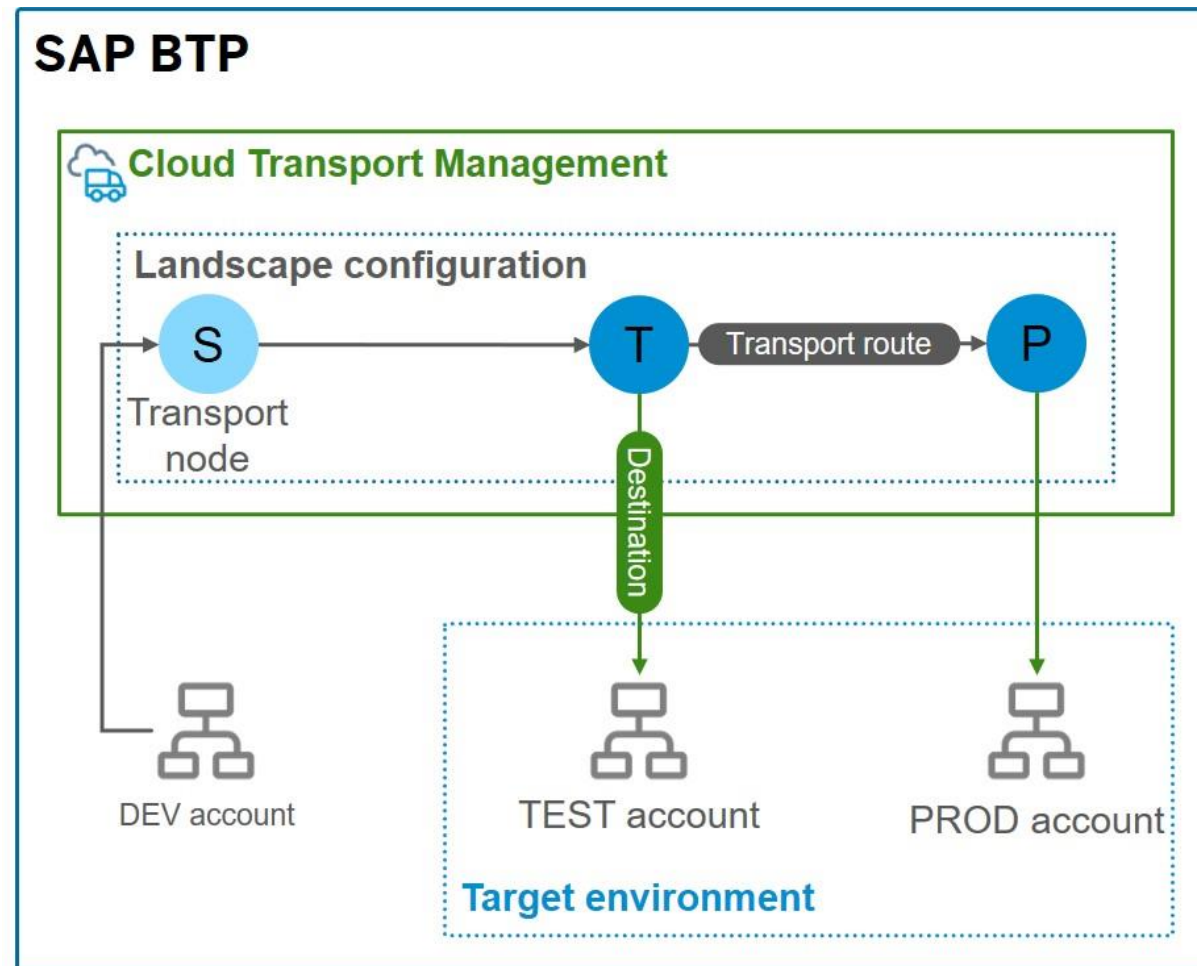 SAP BTP
Cloud Transport Management
Landscape configuration
S
T
Transport route
P
Transport
node
Destination
DEV account
TEST account
PROD account
Target environment